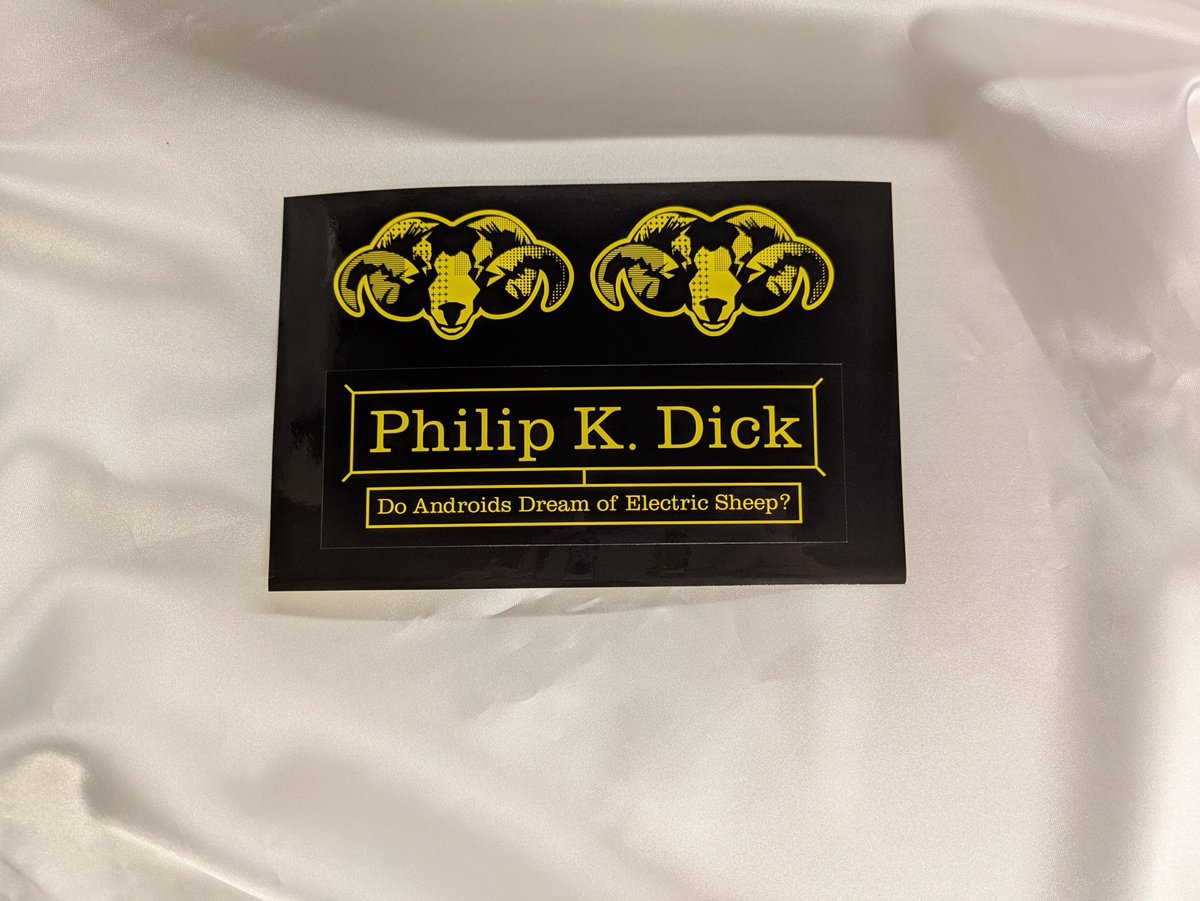 Philip K. Dick
Do Androids Dream of Electric Sheep?